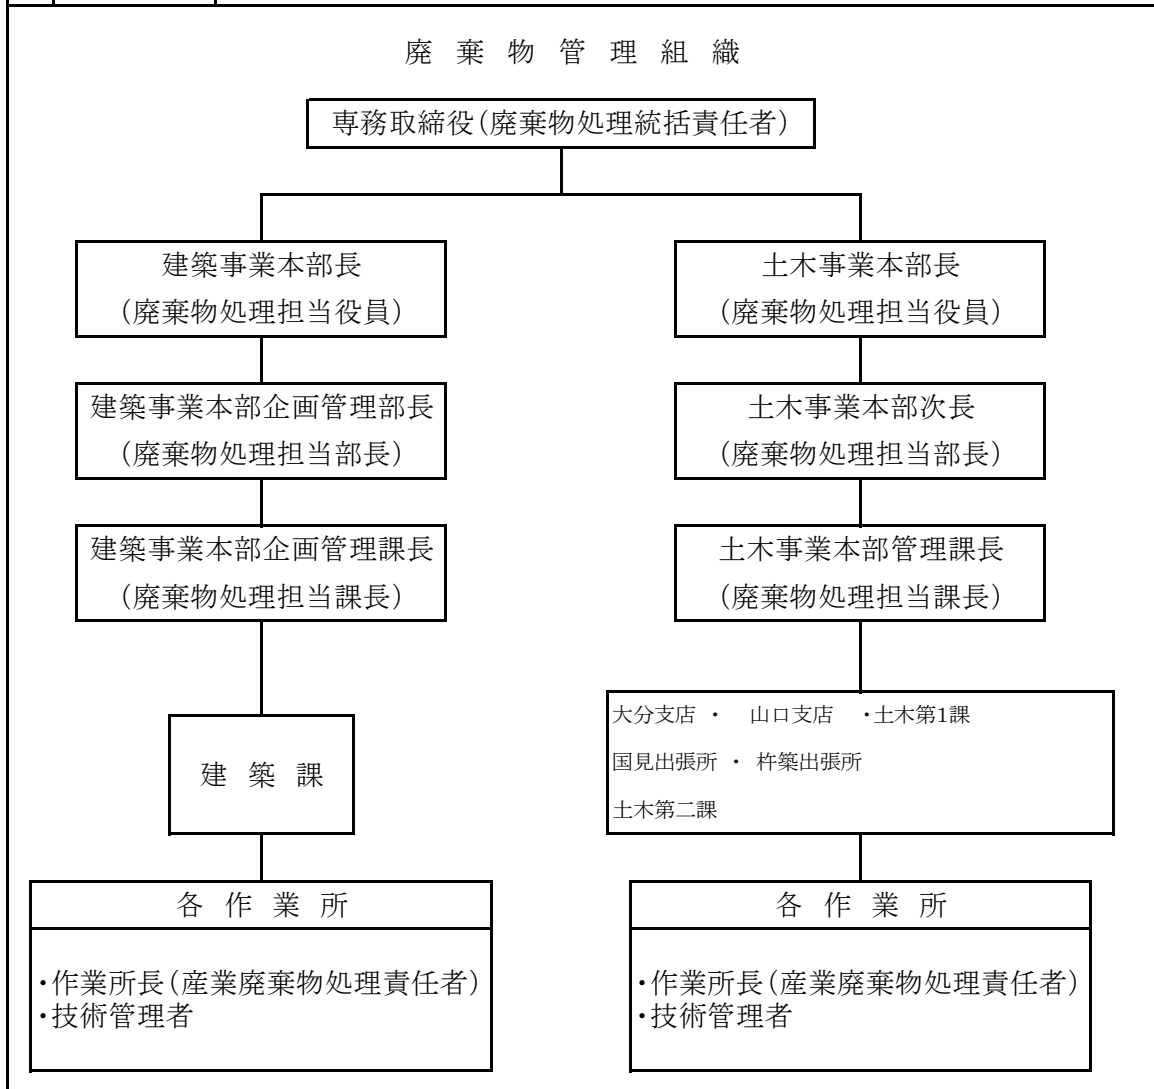 廃棄物管理組織
専務取締役(廃棄物処理統括責任者)
建築事業本部長
(廃棄物処理担当役員)
建築事業本部企画管理部長
(廃棄物処理担当部長)
建築事業本部企画管理課長
(廃棄物処理担当課長)
建築課
各作業所
・作業所長(産業廃棄物処理責任者)
・技術管理者
土木事業本部長
(廃棄物処理担当役員)
土木事業本部次長
(廃棄物処理担当部長)
土木事業本部管理課長
(廃棄物処理担当課長)
大分支店 ・ 山口支店 ・土木第1課
国見出張所 ・ 杵築出張所
土木第二課
各作業所
・作業所長(産業廃棄物処理責任者)
・技術管理者